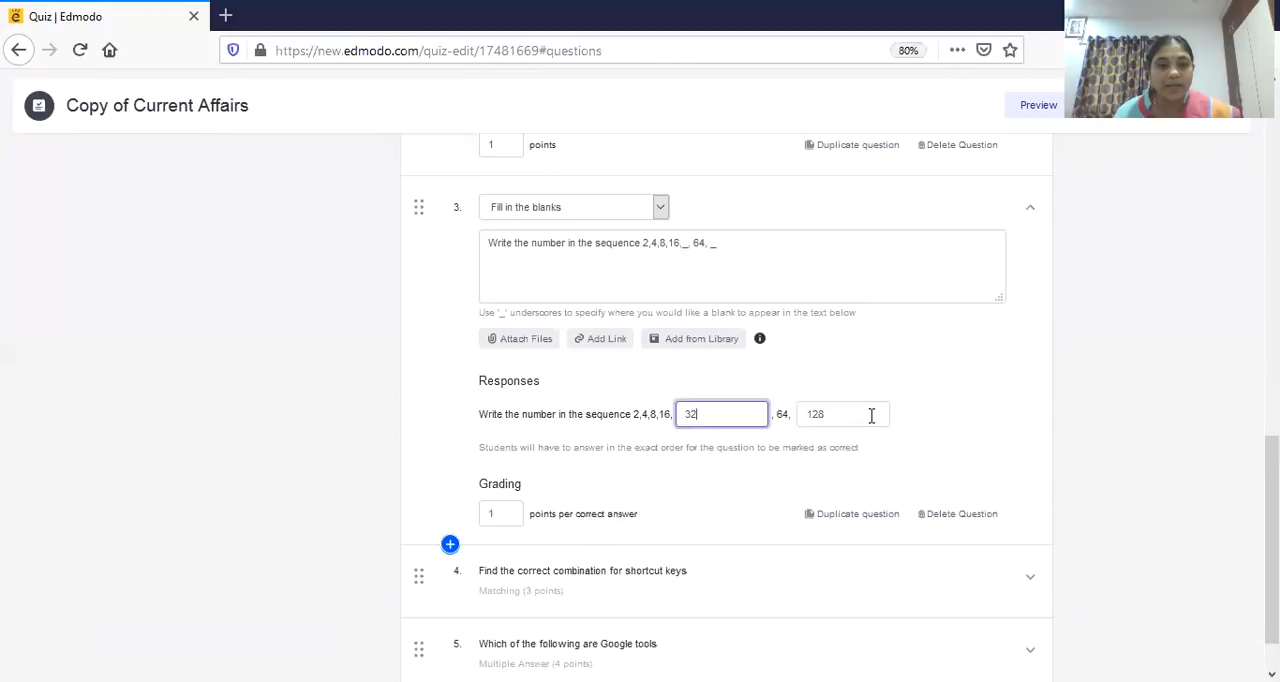 Quiz | Edmodo
https://new.edmodo.com/quiz-edit/17481669#questions
80%
Copy of Current Affairs
Preview
1 points
Duplicate question
Delete Question
3.
Fill in the blanks
Write the number in the sequence 2,4,8,16,_, 64, _
Use '_' underscores to specify where you would like a blank to appear in the text below
Attach Files
Add Link
Add from Library
Responses
Write the number in the sequence 2,4,8,16, 32 , 64, 128
Students will have to answer in the exact order for the question to be marked as correct
Grading
1 points per correct answer
Duplicate question
Delete Question
4. Find the correct combination for shortcut keys
Matching (3 points)
5. Which of the following are Google tools
Multiple Answer (4 points)